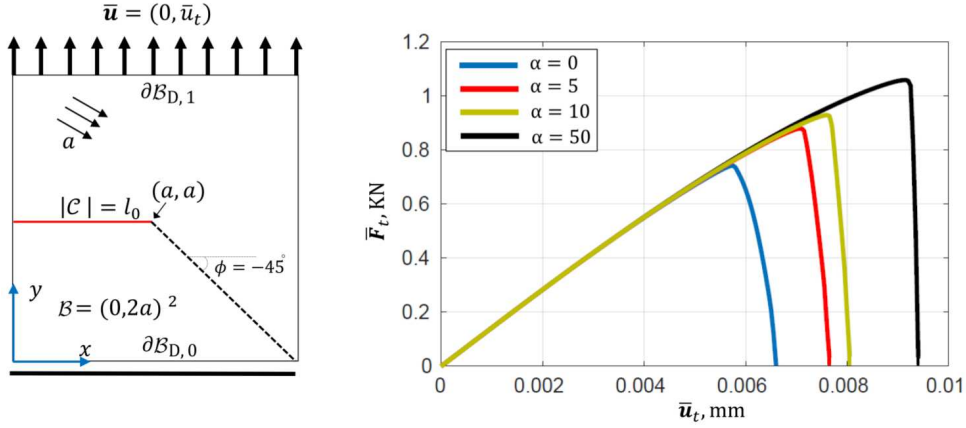 ū = (0, ū_t)
∂ℬ_D, 1
a
(a, a)
|𝒞| = l₀
ϕ = −45°
y
ℬ = (0,2a) ²
x
∂ℬ_D, 0
1.2
1
0.8
0.6
0.4
0.2
0
F̄_t, KN
α = 0
α = 5
α = 10
α = 50
0 0.002 0.004 0.006 0.008 0.01
ū_t, mm